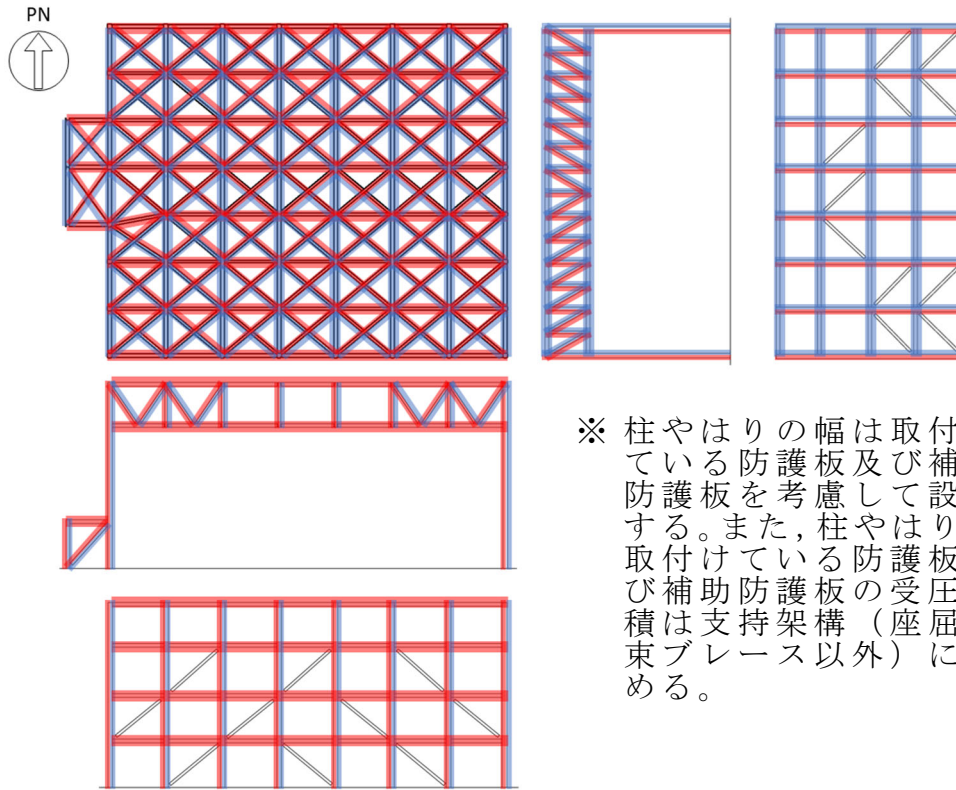 PN
※ 柱やはりの幅は取付
ている防護板及び補
防護板を考慮して設
する。また,柱やはり
取付けている防護板
び補助防護板の受圧
積は支持架構（座屈
束ブレース以外）に
める。